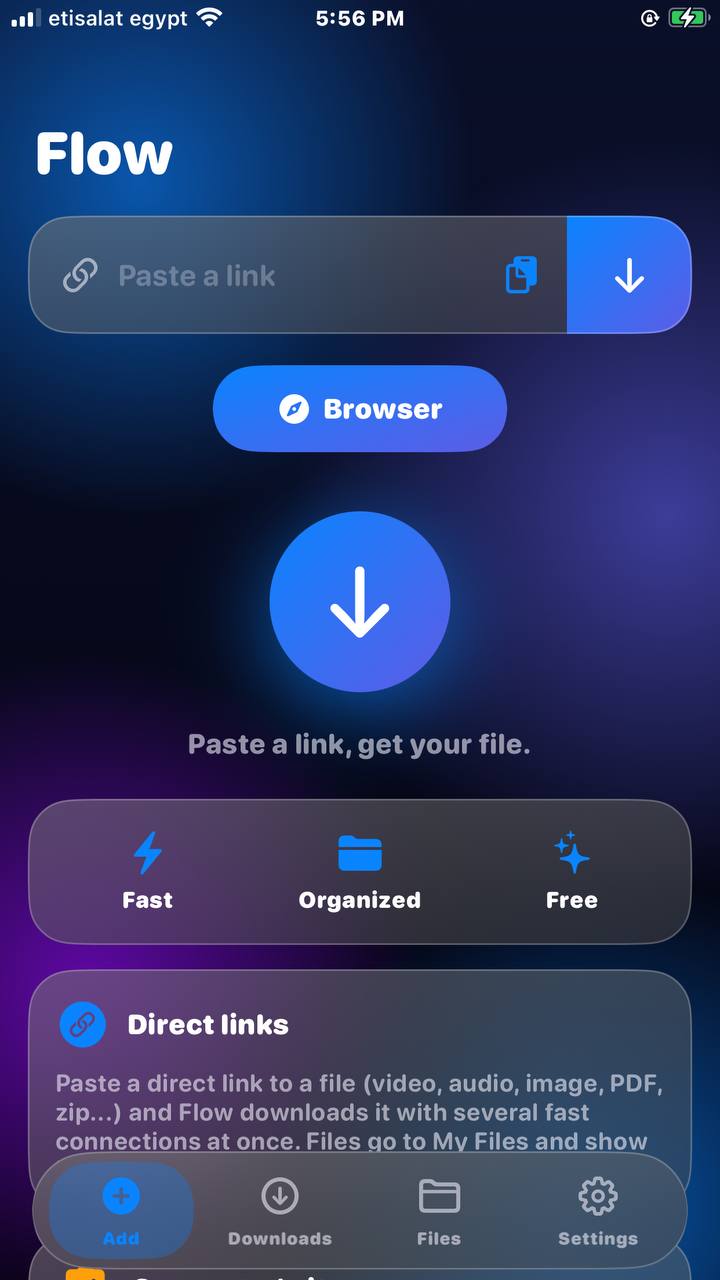 etisalat egypt 5:56 PM
Flow
Paste a link
Browser
Paste a link, get your file.
Fast Organized Free
Direct links
Paste a direct link to a file (video, audio, image, PDF,
zip...) and Flow downloads it with several fast
connections at once. Files go to My Files and show
Add Downloads Files Settings